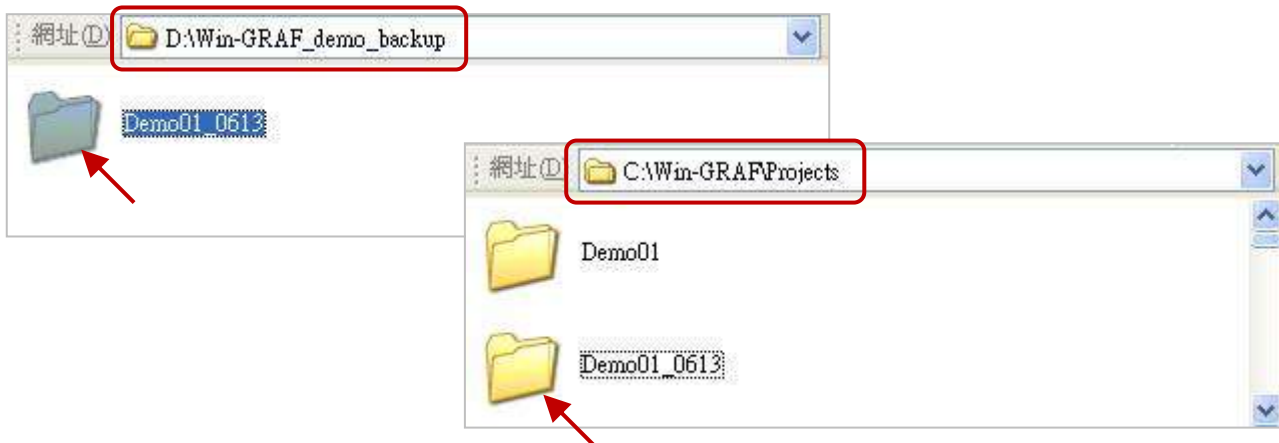 網址(D) D:\Win-GRAF_demo_backup
Demo01_0613
網址(D) C:\Win-GRAF\Projects
Demo01
Demo01_0613